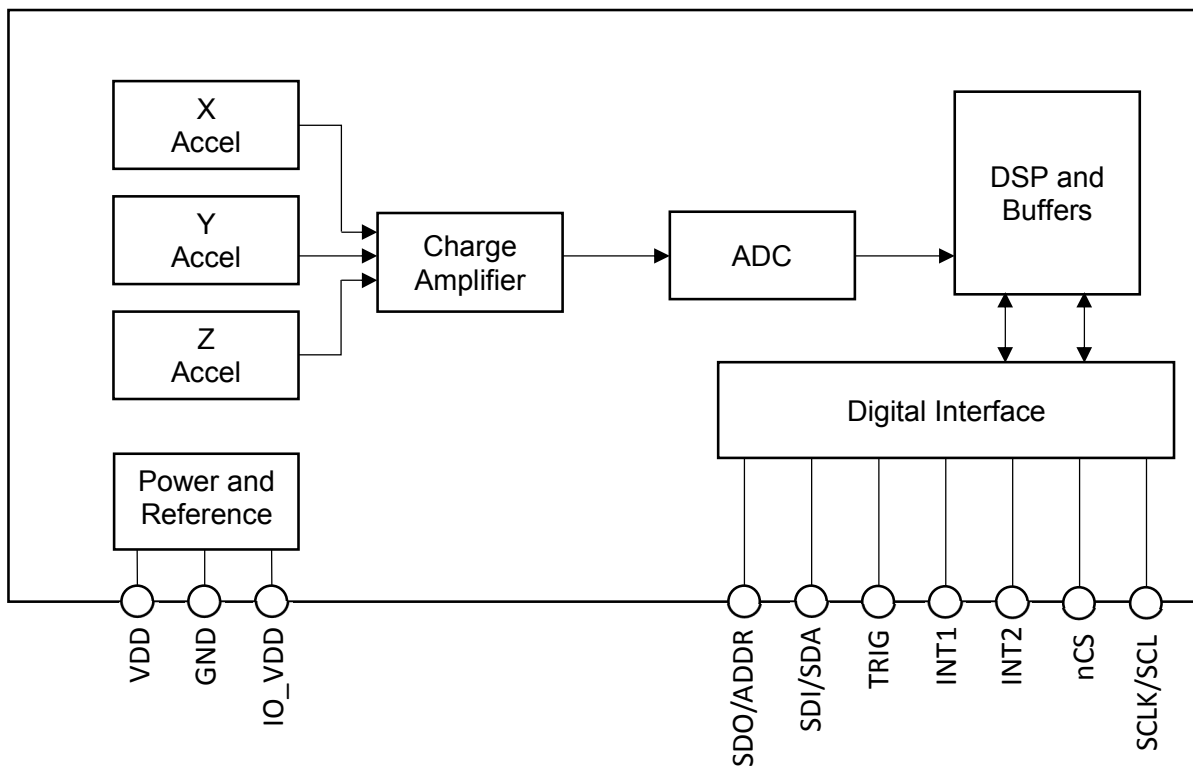 X
Accel
Y
Accel
Z
Accel
Charge
Amplifier
ADC
DSP and
Buffers
Digital Interface
Power and
Reference
VDD
GND
IO_VDD
SDO/ADDR
SDI/SDA
TRIG
INT1
INT2
nCS
SCLK/SCL